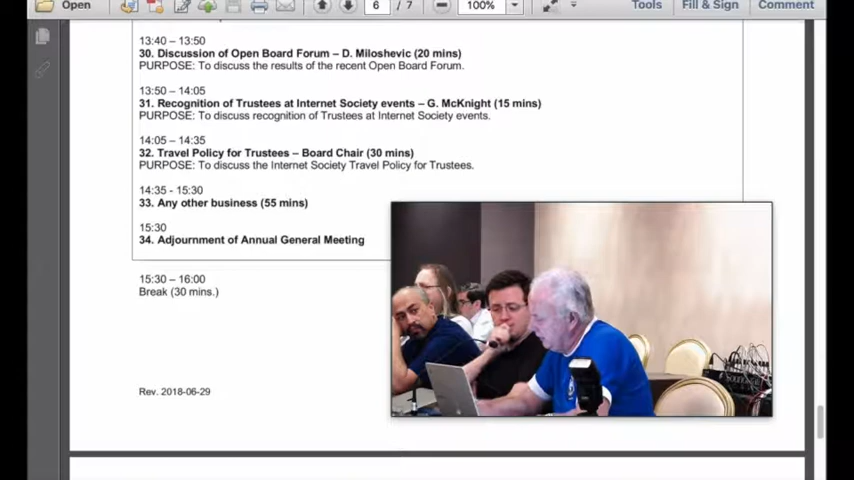 Open
6 / 7
100%
Tools
Fill & Sign
Comment
13:40 – 13:50
30. Discussion of Open Board Forum – D. Miloshevic (20 mins)
PURPOSE: To discuss the results of the recent Open Board Forum.
13:50 – 14:05
31. Recognition of Trustees at Internet Society events – G. McKnight (15 mins)
PURPOSE: To discuss recognition of Trustees at Internet Society events.
14:05 – 14:35
32. Travel Policy for Trustees – Board Chair (30 mins)
PURPOSE: To discuss the Internet Society Travel Policy for Trustees.
14:35 - 15:30
33. Any other business (55 mins)
15:30
34. Adjournment of Annual General Meeting
15:30 – 16:00
Break (30 mins.)
Rev. 2018-06-29